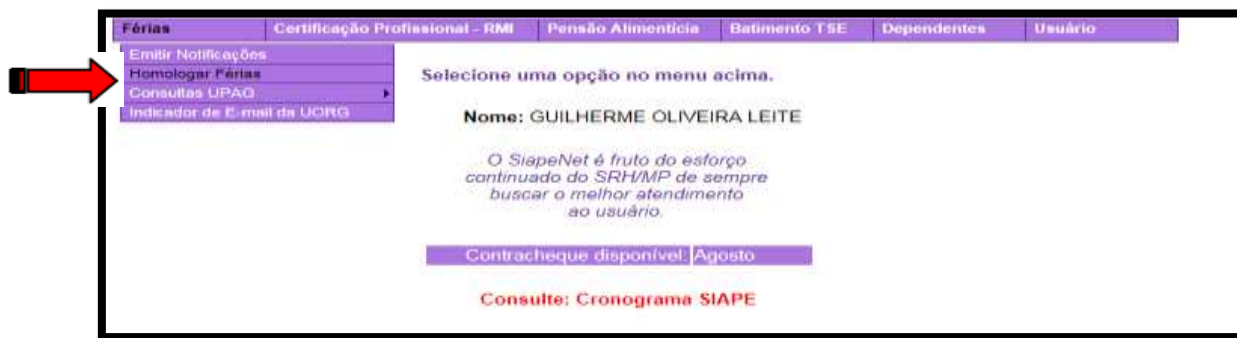 Férias Certificação Profissional - RMI Pensão Alimentícia Batimento TSE Dependentes Usuário
Emitir Notificações
Homologar Férias
Consultas UPAG
Indicador de E-mail da UORG
Selecione uma opção no menu acima.
Nome: GUILHERME OLIVEIRA LEITE
O SiapeNet é fruto do esforço
continuado do SRH/MP de sempre
buscar o melhor atendimento
ao usuário.
Contracheque disponível: Agosto
Consulte: Cronograma SIAPE